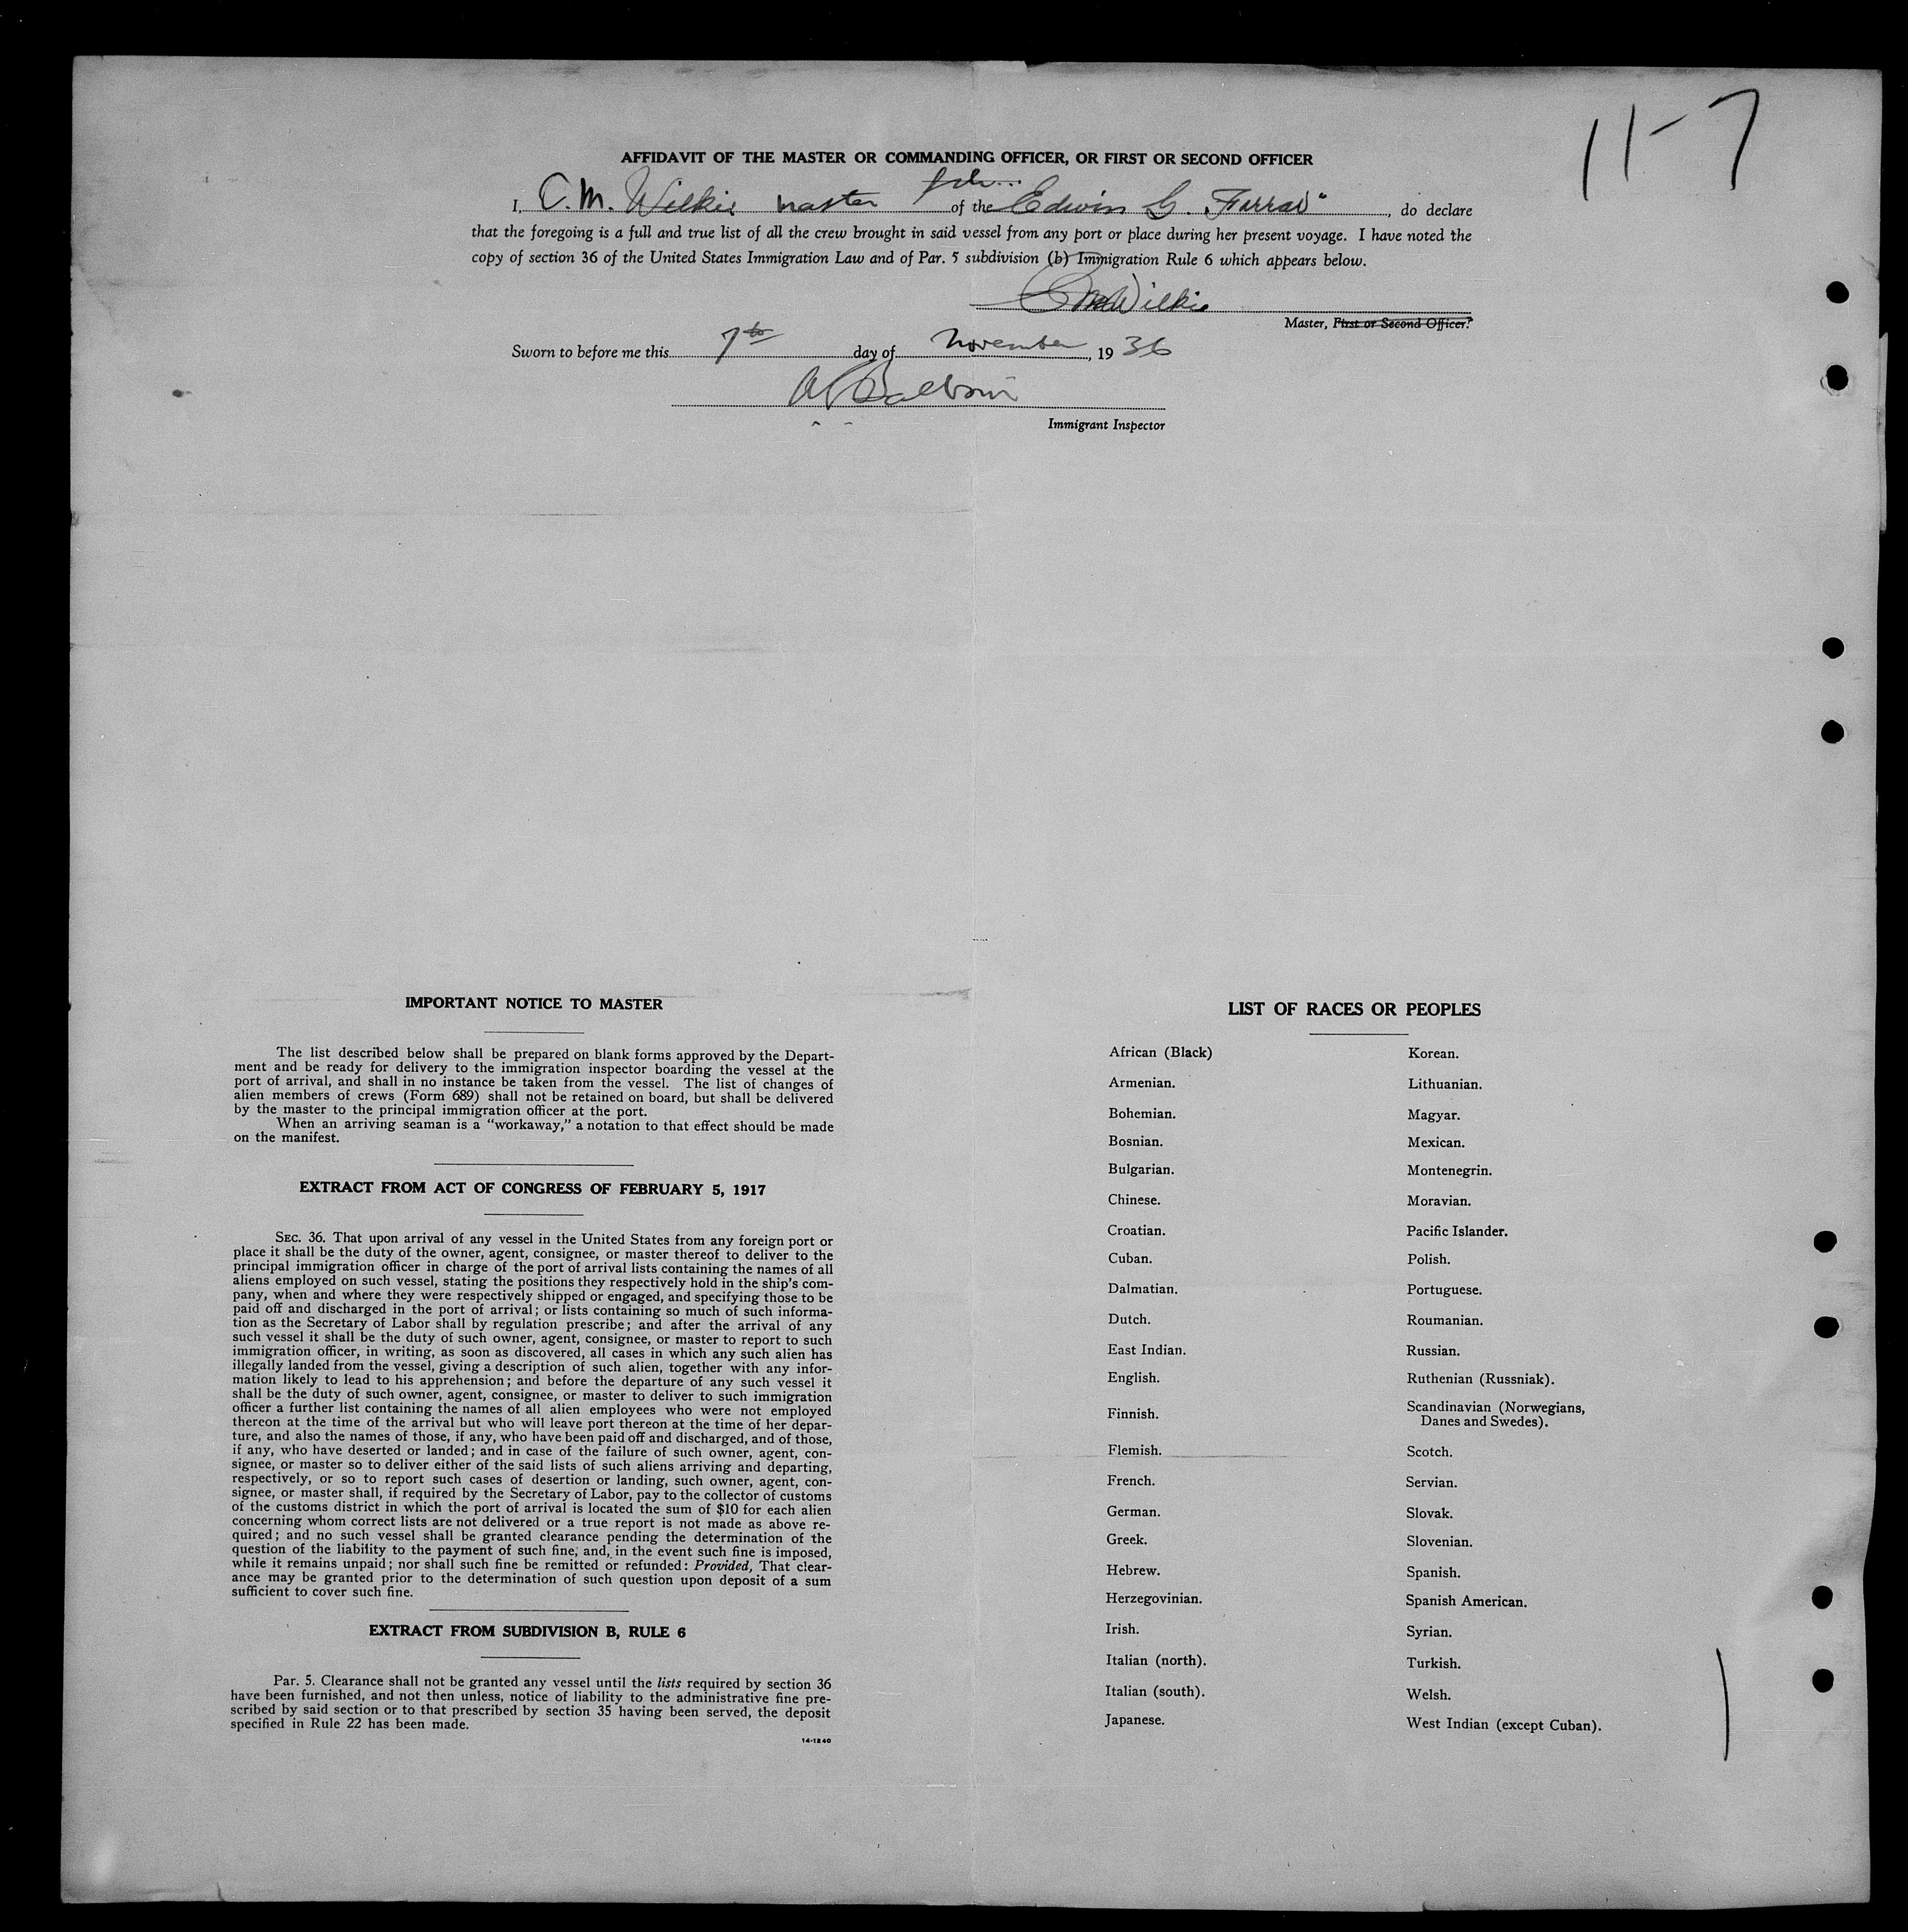 11-7
AFFIDAVIT OF THE MASTER OR COMMANDING OFFICER, OR FIRST OR SECOND OFFICER
I, C. M. Wilkie master of the Sch. "Edwin G. Farrar", do declare
that the foregoing is a full and true list of all the crew brought in said vessel from any port or place during her present voyage. I have noted the
copy of section 36 of the United States Immigration Law and of Par. 5 subdivision (b) Immigration Rule 6 which appears below.
C M Wilkie
Master, First or Second Officer.
Sworn to before me this 7th day of November, 1936
Immigrant Inspector
IMPORTANT NOTICE TO MASTER
The list described below shall be prepared on blank forms approved by the Depart-
ment and be ready for delivery to the immigration inspector boarding the vessel at the
port of arrival, and shall in no instance be taken from the vessel. The list of changes of
alien members of crews (Form 689) shall not be retained on board, but shall be delivered
by the master to the principal immigration officer at the port.
When an arriving seaman is a "workaway," a notation to that effect should be made
on the manifest.
EXTRACT FROM ACT OF CONGRESS OF FEBRUARY 5, 1917
SEC. 36. That upon arrival of any vessel in the United States from any foreign port or
place it shall be the duty of the owner, agent, consignee, or master thereof to deliver to the
principal immigration officer in charge of the port of arrival lists containing the names of all
aliens employed on such vessel, stating the positions they respectively hold in the ship's com-
pany, when and where they were respectively shipped or engaged, and specifying those to be
paid off and discharged in the port of arrival; or lists containing so much of such informa-
tion as the Secretary of Labor shall by regulation prescribe; and after the arrival of any
such vessel it shall be the duty of such owner, agent, consignee, or master to report to such
immigration officer, in writing, as soon as discovered, all cases in which any such alien has
illegally landed from the vessel, giving a description of such alien, together with any infor-
mation likely to lead to his apprehension; and before the departure of any such vessel it
shall be the duty of such owner, agent, consignee, or master to deliver to such immigration
officer a further list containing the names of all alien employees who were not employed
thereon at the time of the arrival but who will leave port thereon at the time of her depar-
ture, and also the names of those, if any, who have been paid off and discharged, and of those,
if any, who have deserted or landed; and in case of the failure of such owner, agent, con-
signee, or master so to deliver either of the said lists of such aliens arriving and departing,
respectively, or so to report such cases of desertion or landing, such owner, agent, con-
signee, or master shall, if required by the Secretary of Labor, pay to the collector of customs
of the customs district in which the port of arrival is located the sum of $10 for each alien
concerning whom correct lists are not delivered or a true report is not made as above re-
quired; and no such vessel shall be granted clearance pending the determination of the
question of the liability to the payment of such fine, and, in the event such fine is imposed,
while it remains unpaid; nor shall such fine be remitted or refunded: Provided, That clear-
ance may be granted prior to the determination of such question upon deposit of a sum
sufficient to cover such fine.
EXTRACT FROM SUBDIVISION B, RULE 6
Par. 5. Clearance shall not be granted any vessel until the lists required by section 36
have been furnished, and not then unless, notice of liability to the administrative fine pre-
scribed by said section or to that prescribed by section 35 having been served, the deposit
specified in Rule 22 has been made.
14-1240
LIST OF RACES OR PEOPLES
African (Black)
Armenian.
Bohemian.
Bosnian.
Bulgarian.
Chinese.
Croatian.
Cuban.
Dalmatian.
Dutch.
East Indian.
English.
Finnish.
Flemish.
French.
German.
Greek.
Hebrew.
Herzegovinian.
Irish.
Italian (north).
Italian (south).
Japanese.
Korean.
Lithuanian.
Magyar.
Mexican.
Montenegrin.
Moravian.
Pacific Islander.
Polish.
Portuguese.
Roumanian.
Russian.
Ruthenian (Russniak).
Scandinavian (Norwegians,
Danes and Swedes).
Scotch.
Servian.
Slovak.
Slovenian.
Spanish.
Spanish American.
Syrian.
Turkish.
Welsh.
West Indian (except Cuban).